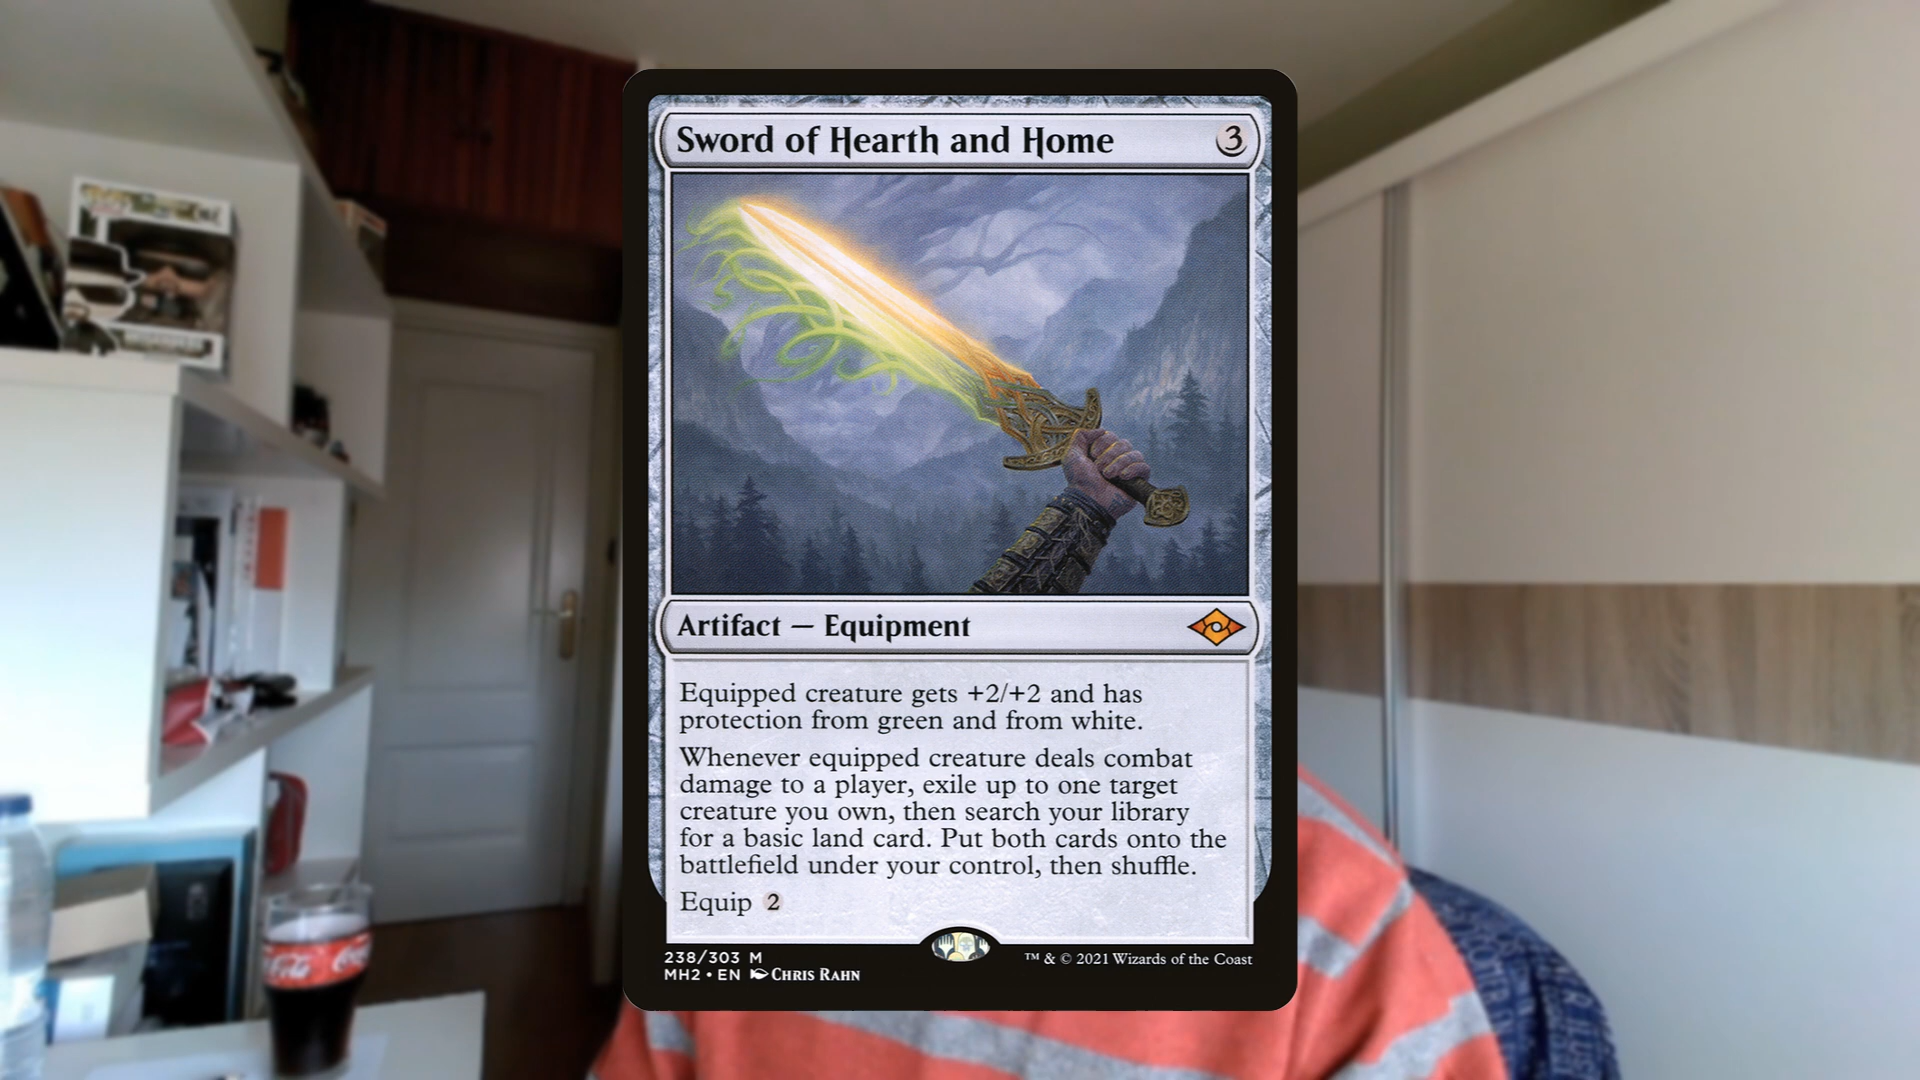 Sword of Hearth and Home 3
Artifact — Equipment
Equipped creature gets +2/+2 and has
protection from green and from white.
Whenever equipped creature deals combat
damage to a player, exile up to one target
creature you own, then search your library
for a basic land card. Put both cards onto the
battlefield under your control, then shuffle.
Equip 2
238/303 M
MH2 • EN Chris Rahn
™ & © 2021 Wizards of the Coast